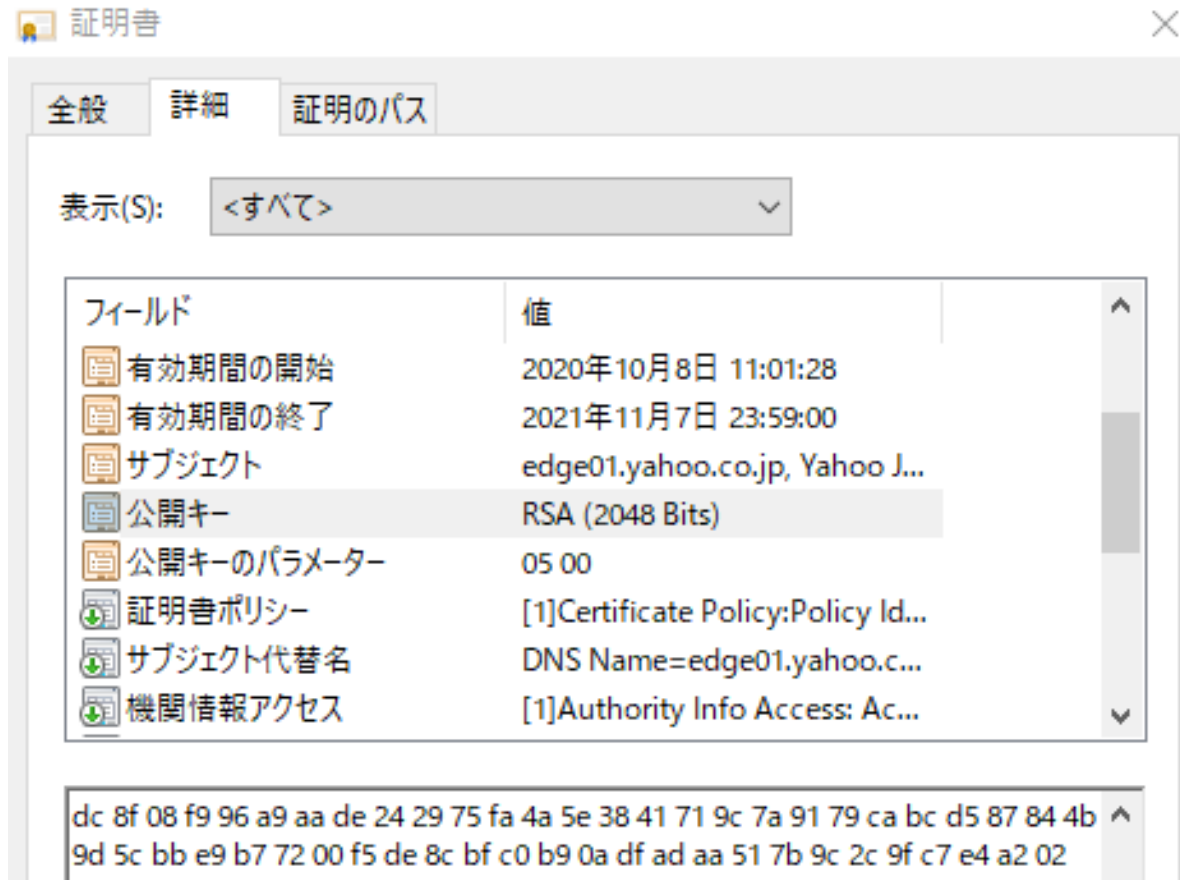 証明書
全般 詳細 証明のパス
表示(S): <すべて>
フィールド 値
有効期間の開始 2020年10月8日 11:01:28
有効期間の終了 2021年11月7日 23:59:00
サブジェクト edge01.yahoo.co.jp, Yahoo J...
公開キー RSA (2048 Bits)
公開キーのパラメーター 05 00
証明書ポリシー [1]Certificate Policy:Policy Id...
サブジェクト代替名 DNS Name=edge01.yahoo.c...
機関情報アクセス [1]Authority Info Access: Ac...
dc 8f 08 f9 96 a9 aa de 24 29 75 fa 4a 5e 38 41 71 9c 7a 91 79 ca bc d5 87 84 4b
9d 5c bb e9 b7 72 00 f5 de 8c bf c0 b9 0a df ad aa 51 7b 9c 2c 9f c7 e4 a2 02